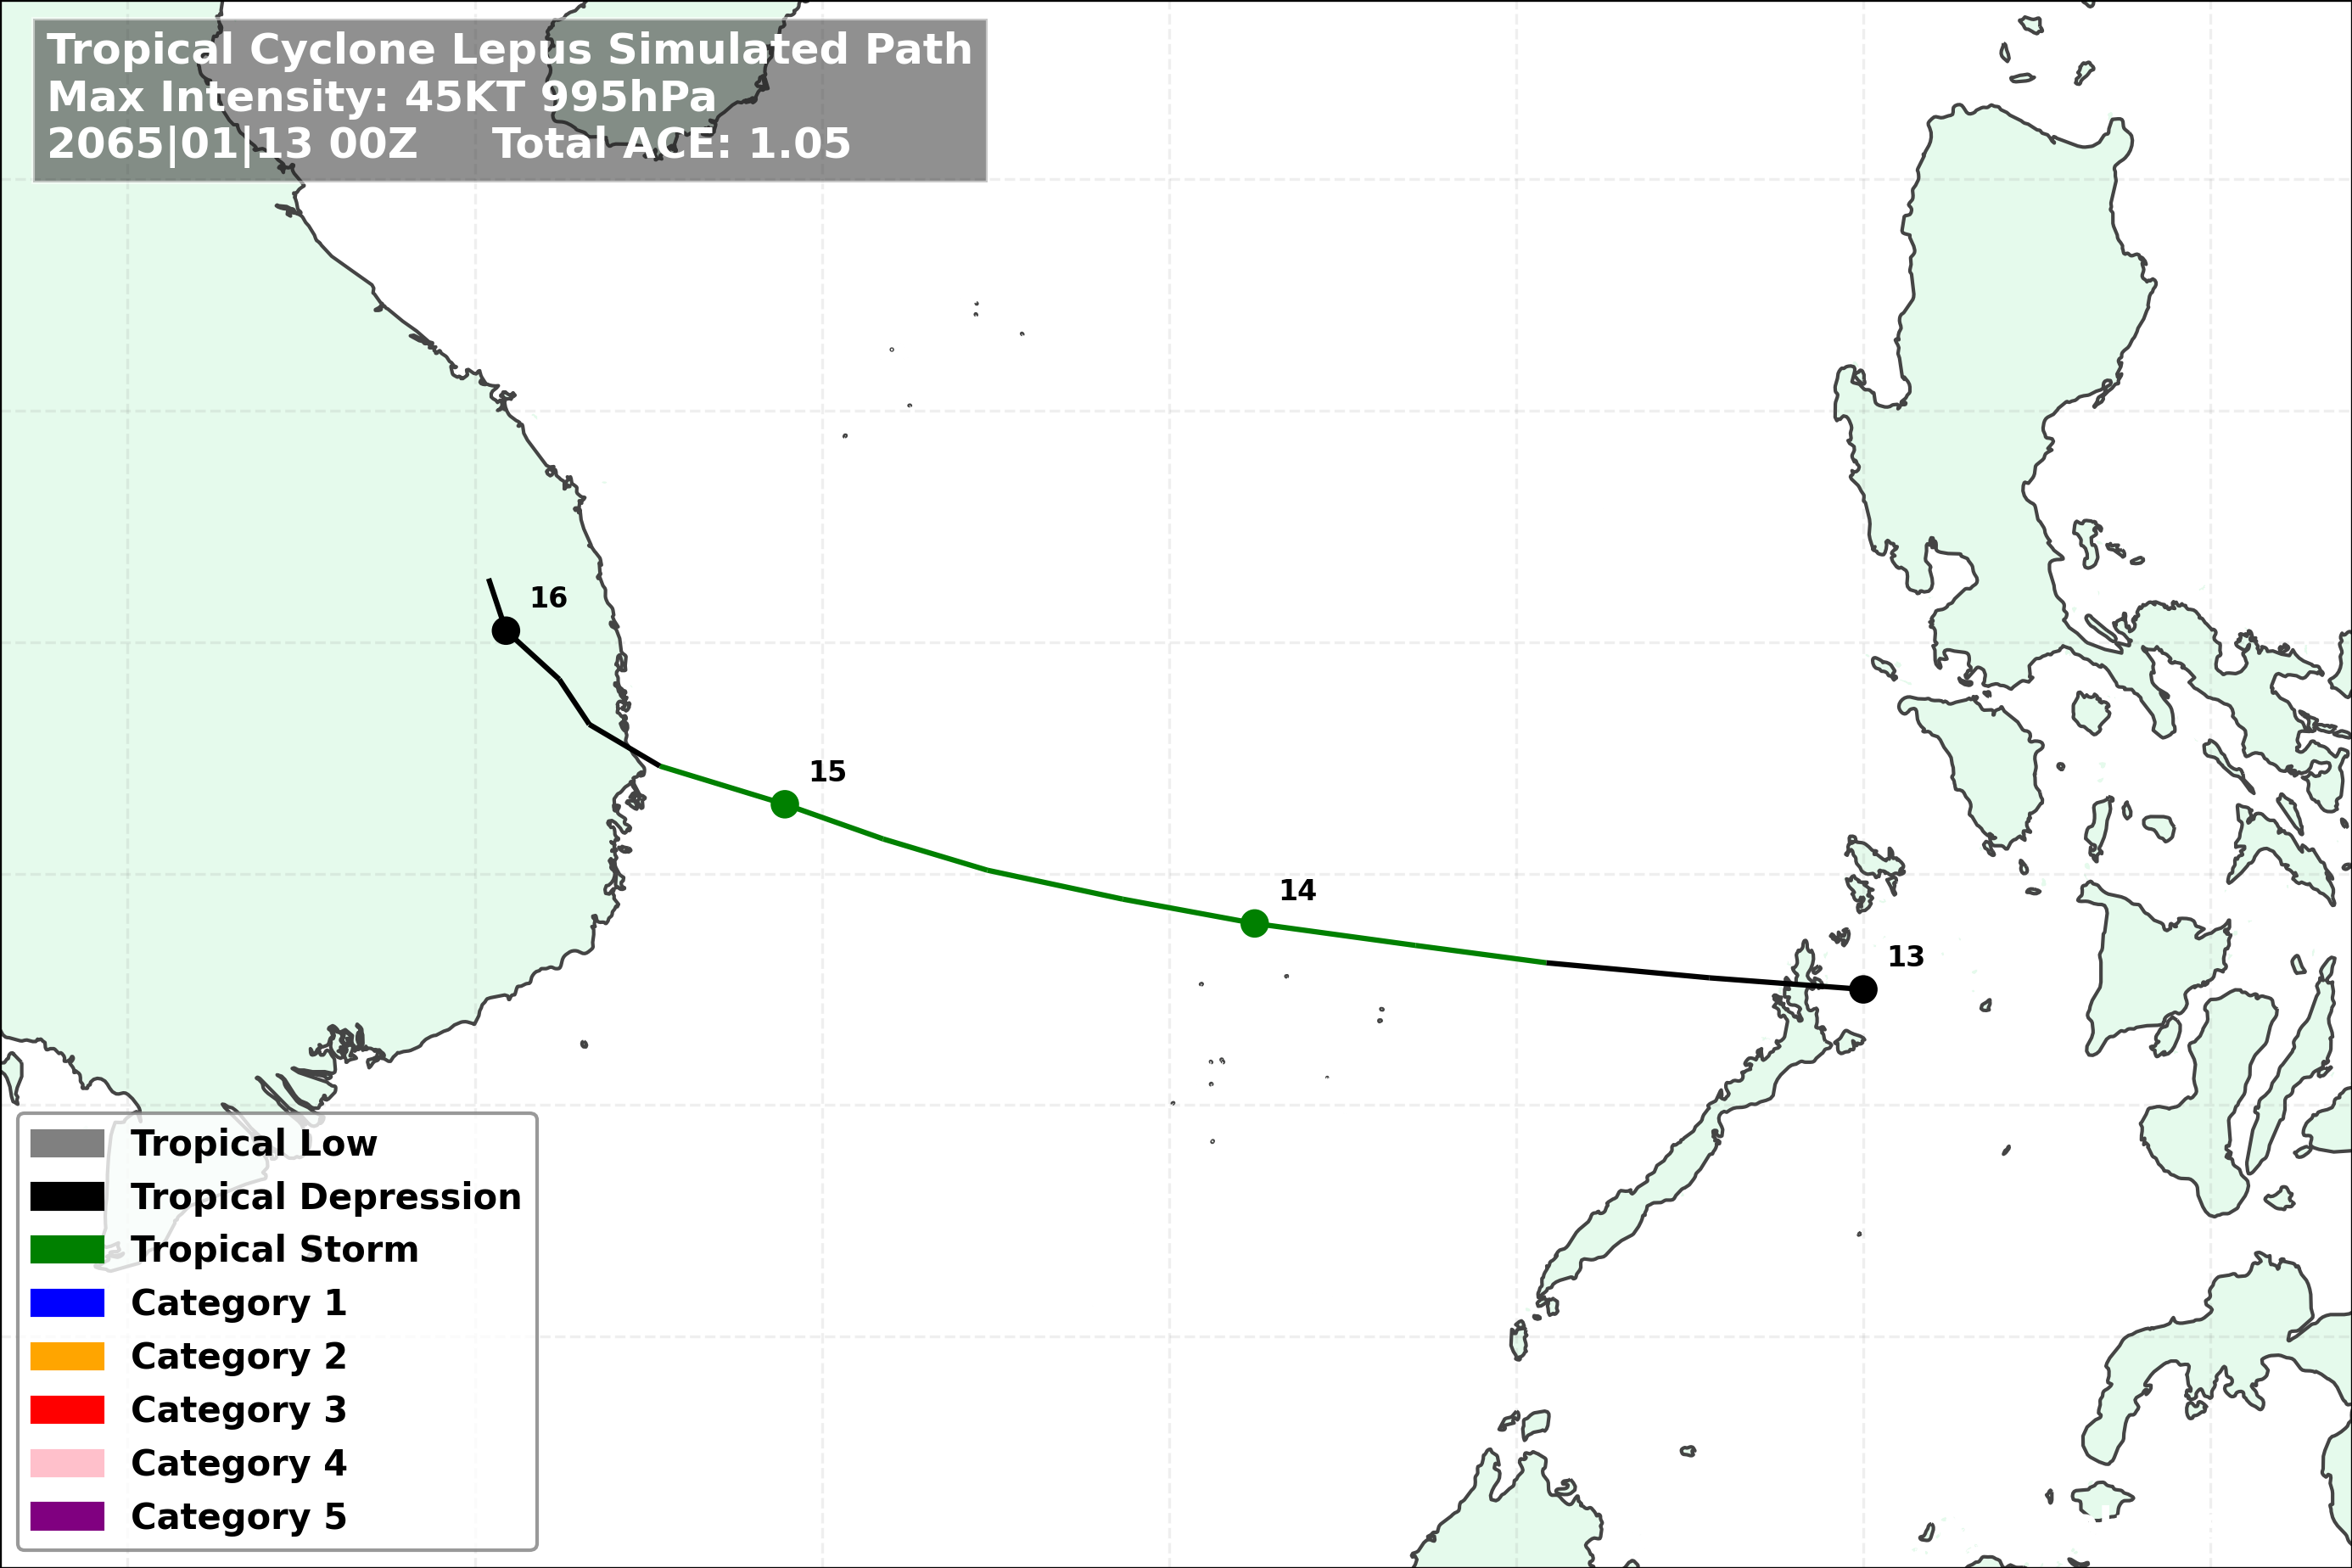 Tropical Cyclone Lepus Simulated Path
Max Intensity: 45KT 995hPa
2065|01|13 00Z Total ACE: 1.05
16
15
14
13
Tropical Low
Tropical Depression
Tropical Storm
Category 1
Category 2
Category 3
Category 4
Category 5